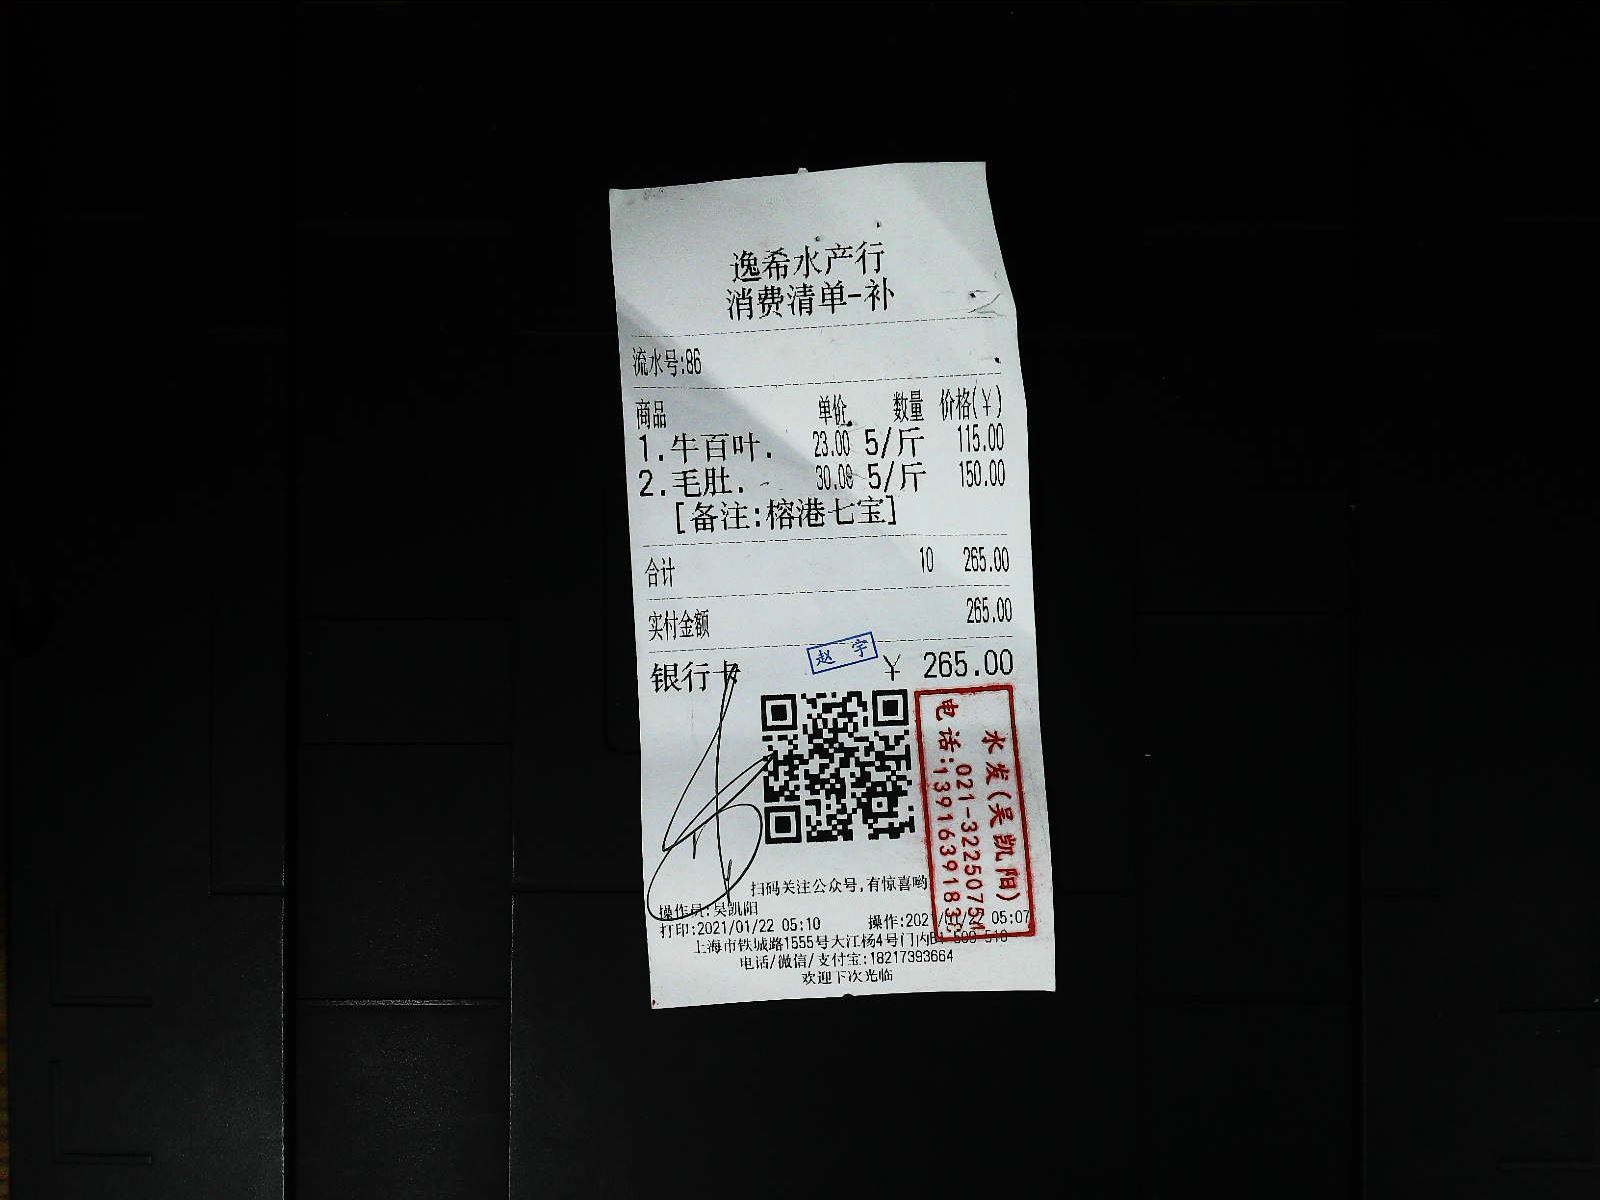 逸希水产行
消费清单-补
流水号:86
商品 单价 数量 价格(¥)
1.牛百叶. 23.00 5/斤 115.00
2.毛肚. 30.00 5/斤 150.00
[备注:榕港七宝]
合计 10 265.00
实付金额 265.00
赵 宇
银行卡 ¥ 265.00
水发(吴凯阳)
电话:021-32250754
扫码关注公众号,有惊喜哟
操作员:吴凯阳
打印:2021/01/22 05:10 操作:2021/01/22 05:07
上海市铁城路1555号大江杨4号门内
电话/微信/支付宝:18217393664
欢迎下次光临